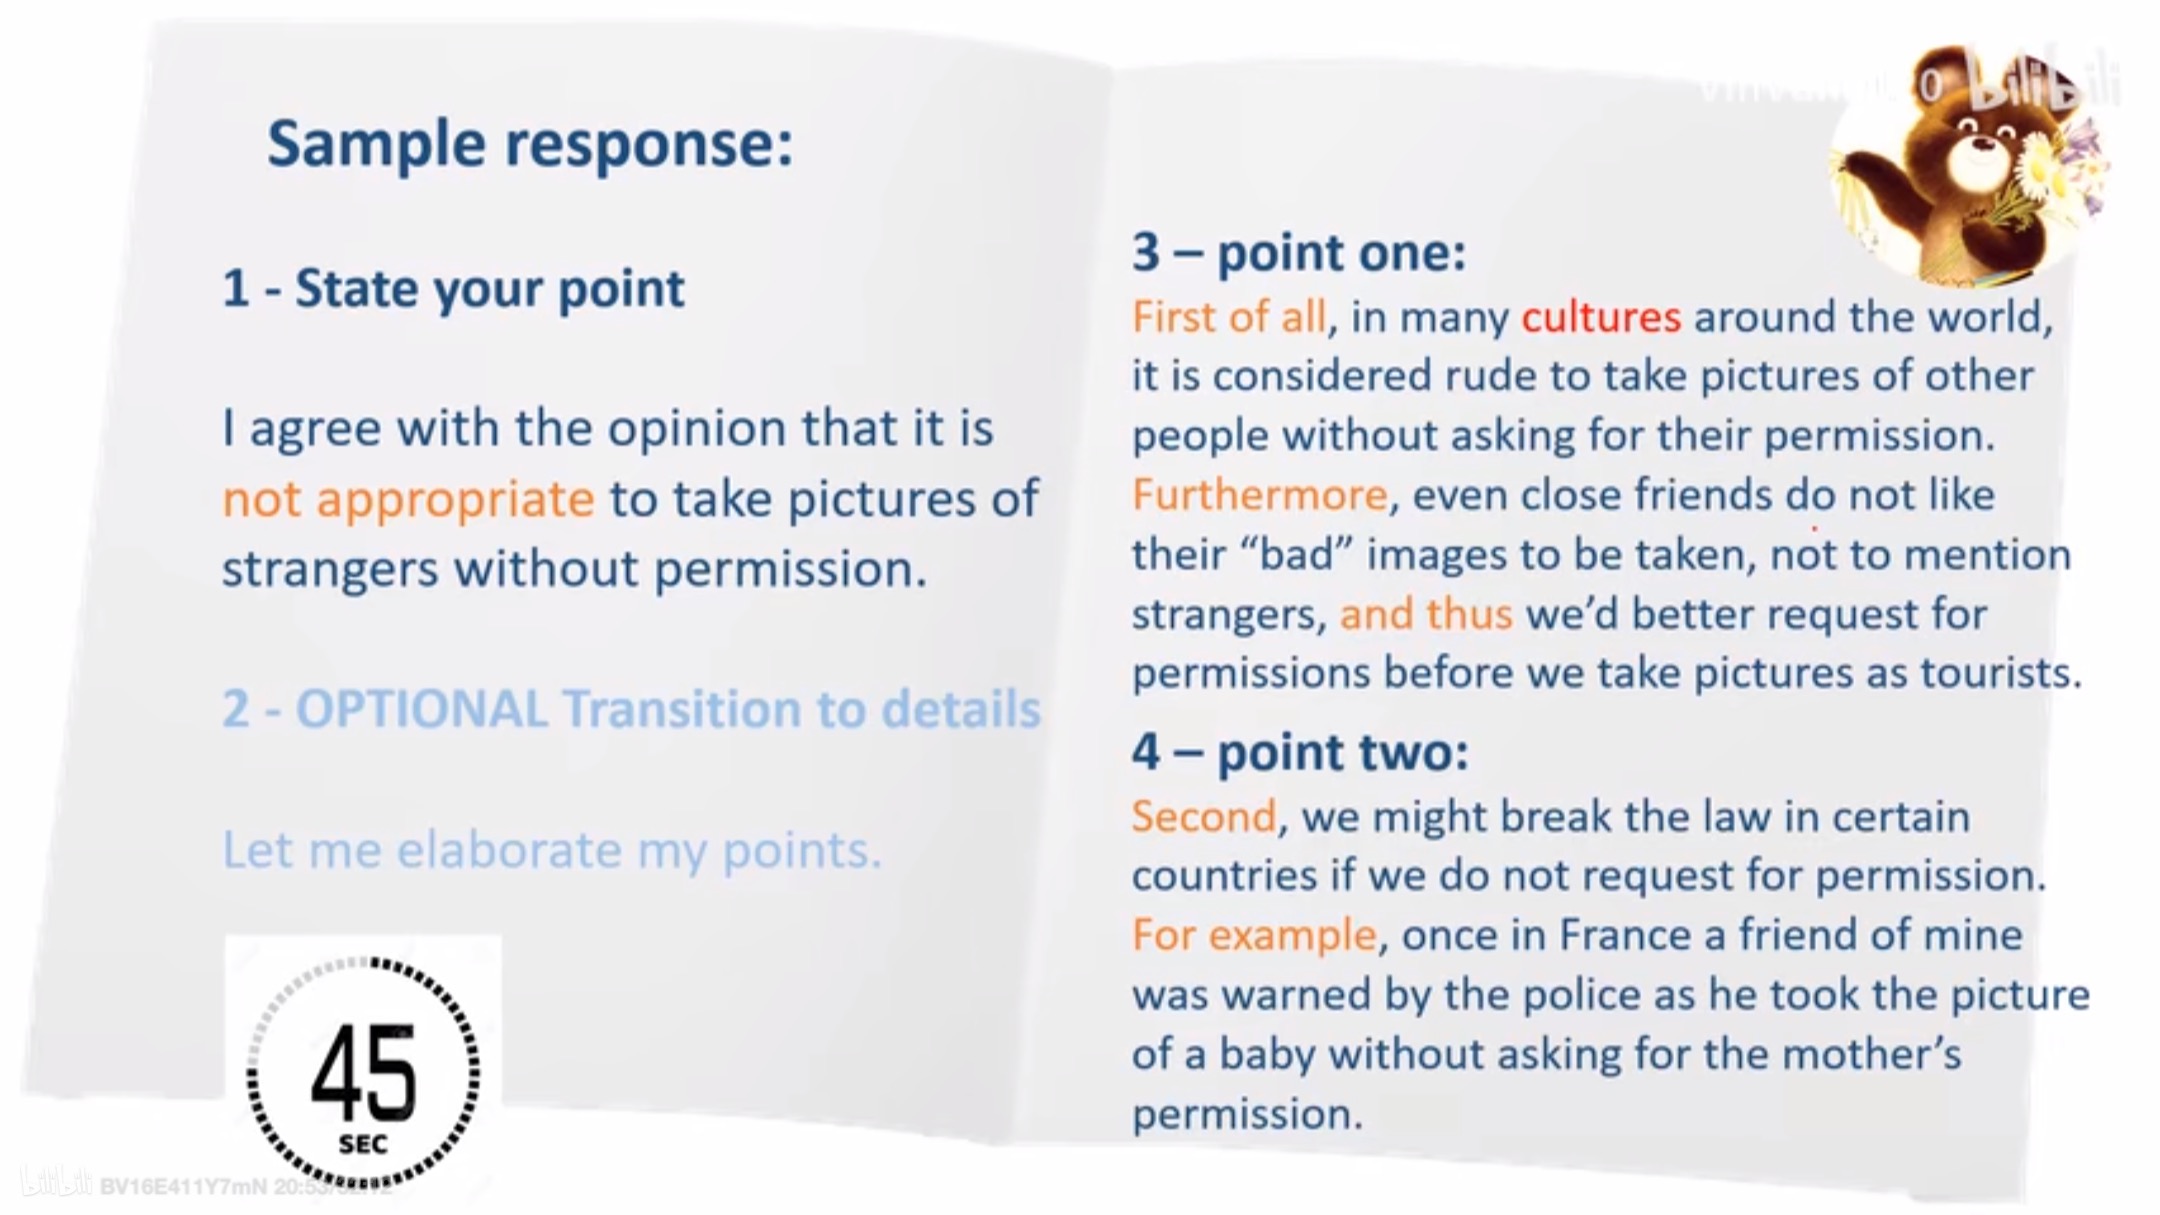 Sample response:
1 - State your point
I agree with the opinion that it is
not appropriate to take pictures of
strangers without permission.
2 - OPTIONAL Transition to details
Let me elaborate my points.
45
SEC
3 – point one:
First of all, in many cultures around the world,
it is considered rude to take pictures of other
people without asking for their permission.
Furthermore, even close friends do not like
their “bad” images to be taken, not to mention
strangers, and thus we’d better request for
permissions before we take pictures as tourists.
4 – point two:
Second, we might break the law in certain
countries if we do not request for permission.
For example, once in France a friend of mine
was warned by the police as he took the picture
of a baby without asking for the mother’s
permission.
bilibili
bilibili BV16E411Y7mN